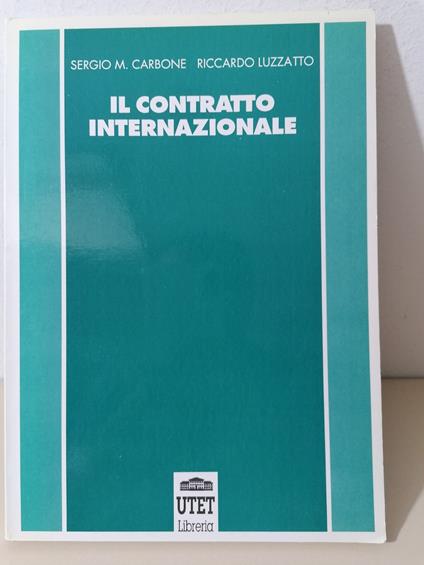 SERGIO M. CARBONE RICCARDO LUZZATTO
IL CONTRATTO
INTERNAZIONALE
UTET
Libreria